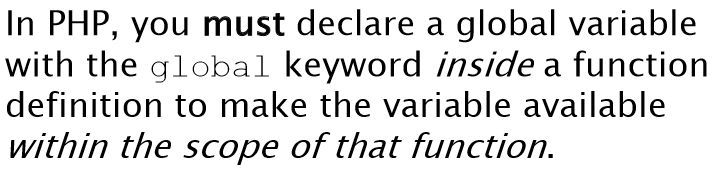 In PHP, you must declare a global variable
with the global keyword inside a function
definition to make the variable available
within the scope of that function.